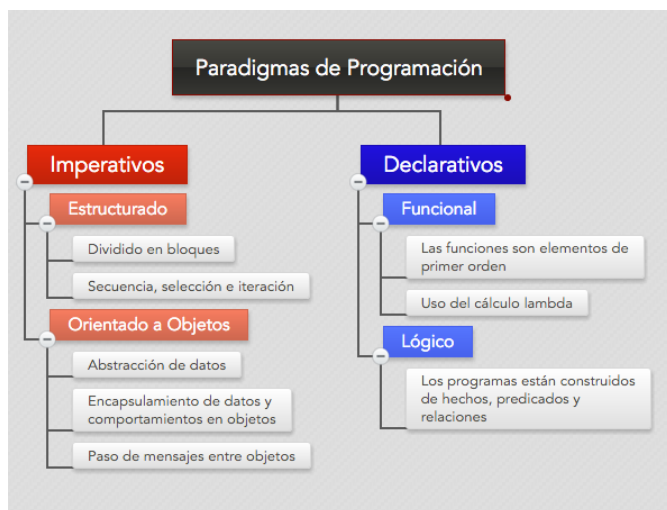 Paradigmas de Programación
Imperativos
Estructurado
Dividido en bloques
Secuencia, selección e iteración
Orientado a Objetos
Abstracción de datos
Encapsulamiento de datos y
comportamientos en objetos
Paso de mensajes entre objetos
Declarativos
Funcional
Las funciones son elementos de
primer orden
Uso del cálculo lambda
Lógico
Los programas están construidos
de hechos, predicados y
relaciones